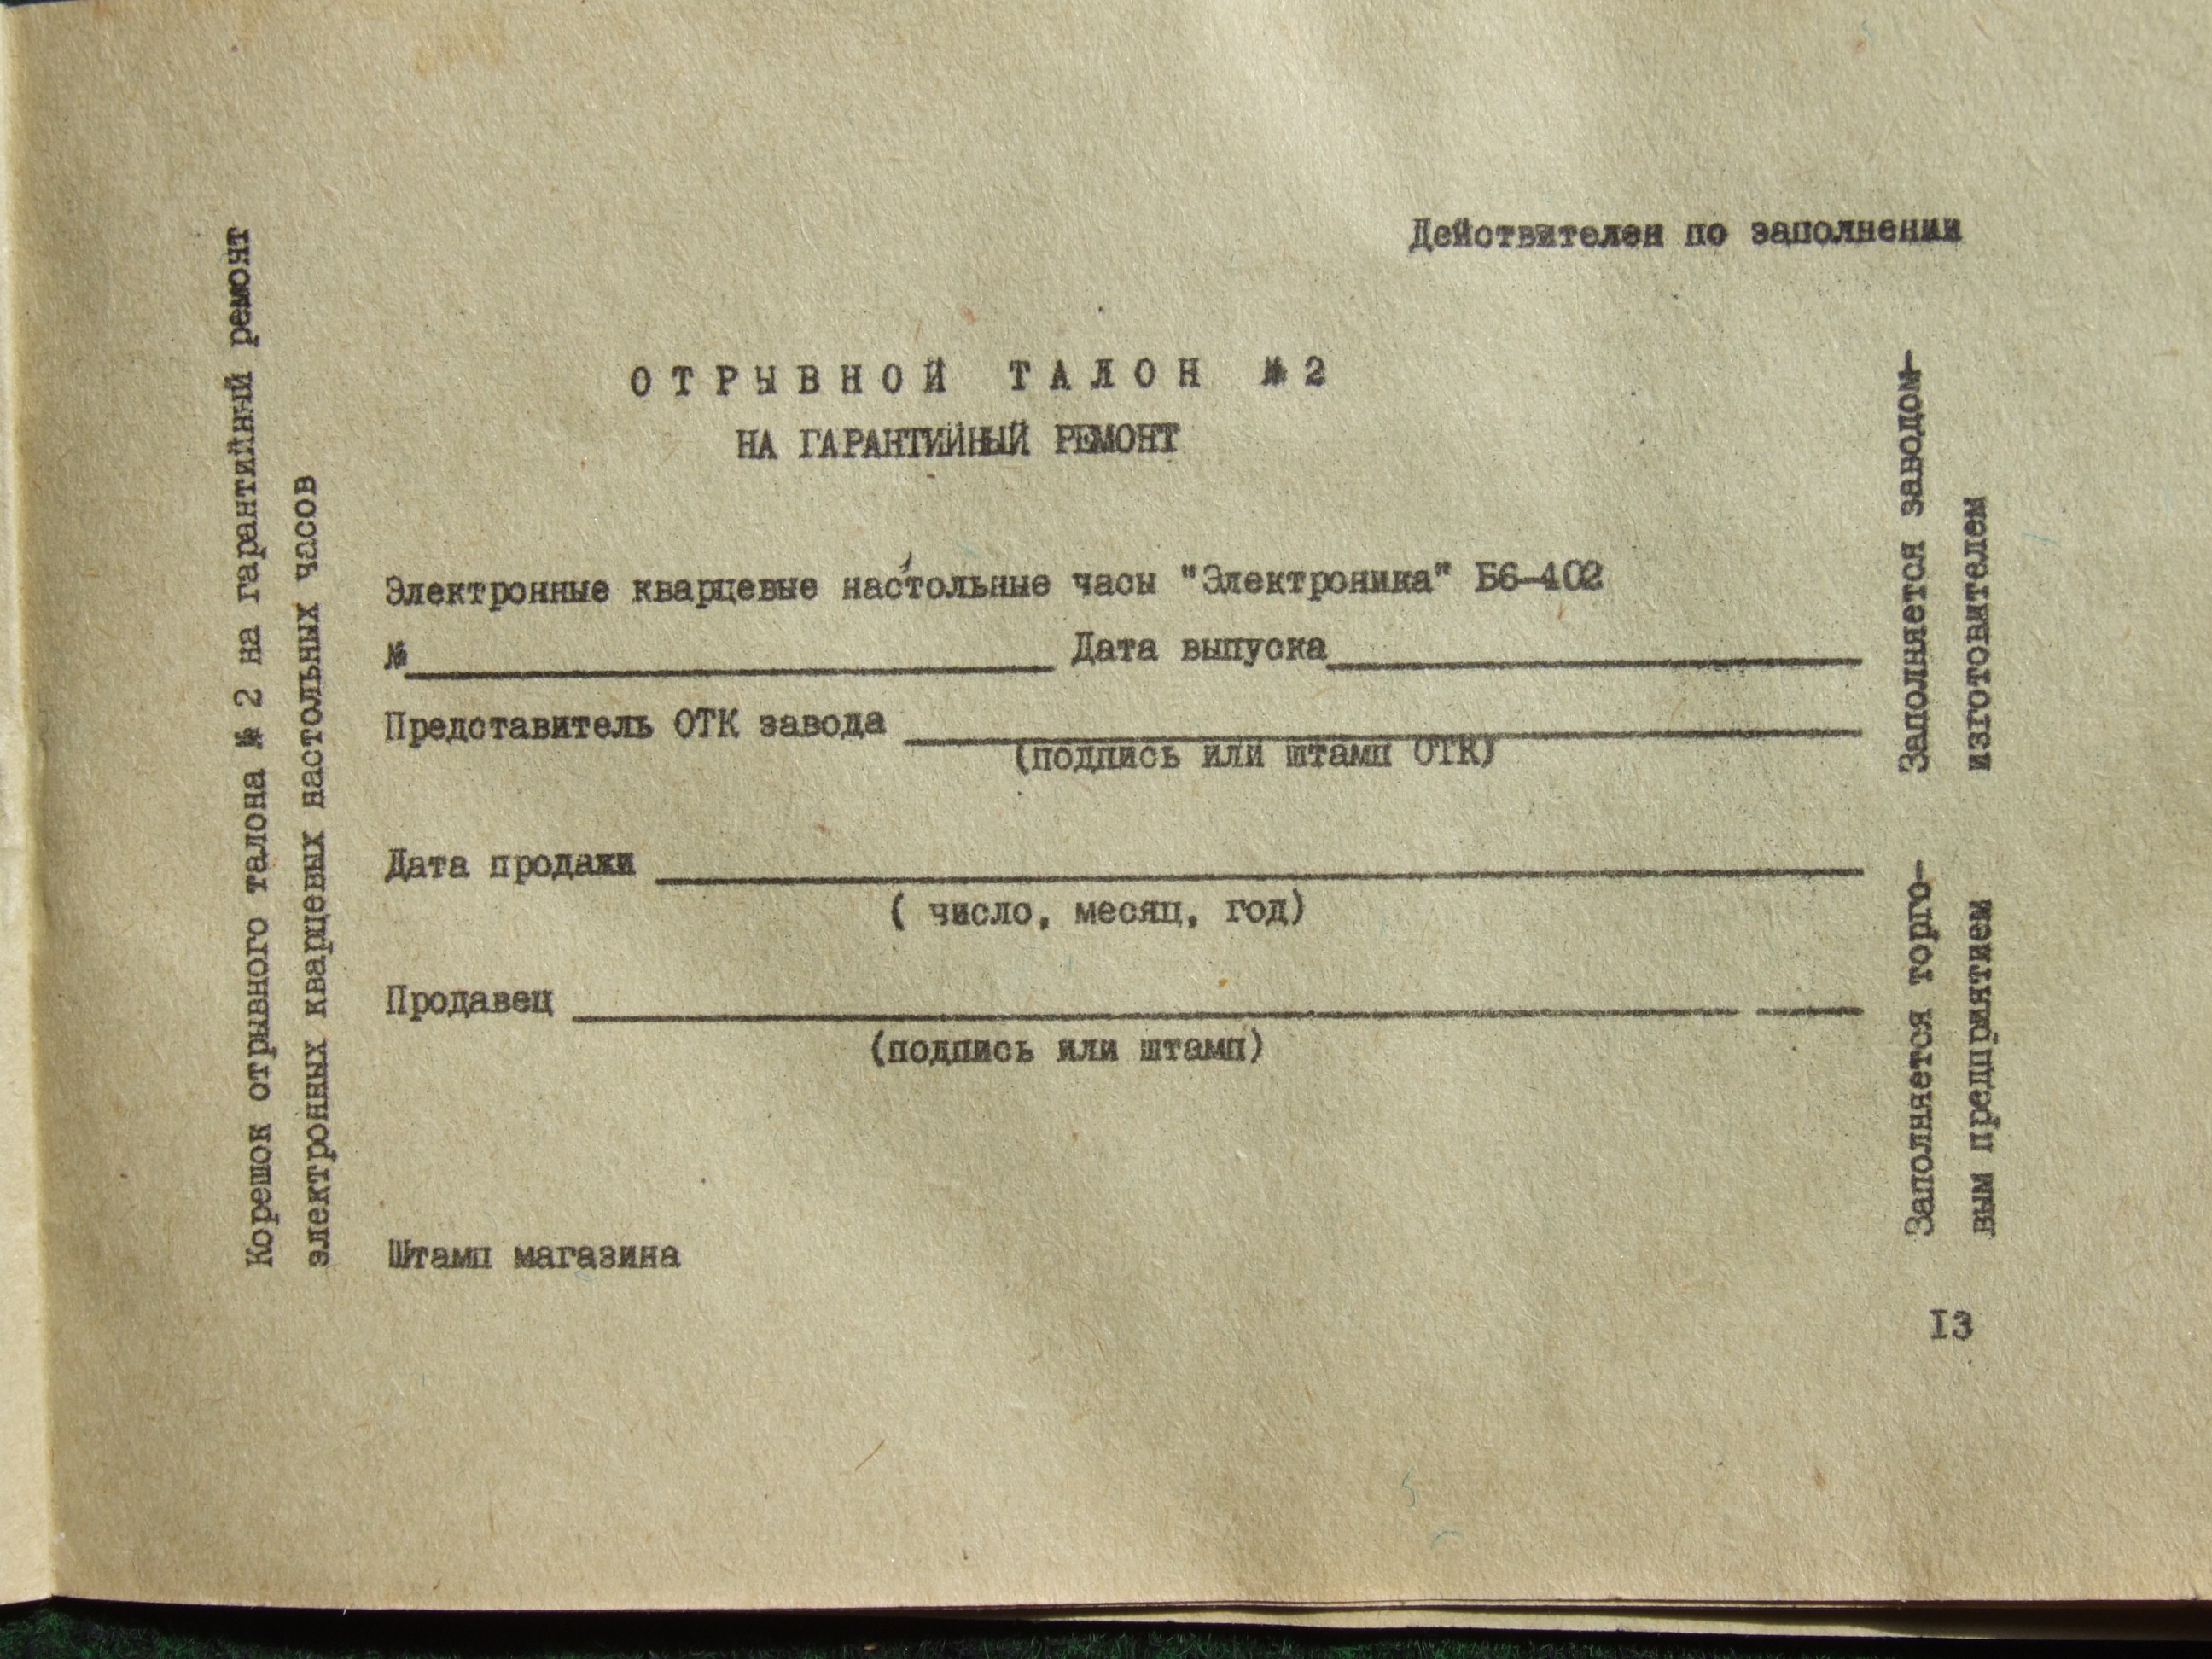 Действителен по заполнении
ОТРЫВНОЙ ТАЛОН №2
НА ГАРАНТИЙНЫЙ РЕМОНТ
Электронные кварцевые настольные часы "Электроника" Б6-402
№ Дата выпуска
Представитель ОТК завода
(подпись или штамп ОТК)
Дата продажи
( число, месяц, год)
Продавец
(подпись или штамп)
Штамп магазина
Корешок отрывного талона № 2 на гарантийный ремонт
электронных кварцевых настольных часов
Заполняется заводом-
изготовителем
Заполняется торго-
вым предприятием
I3